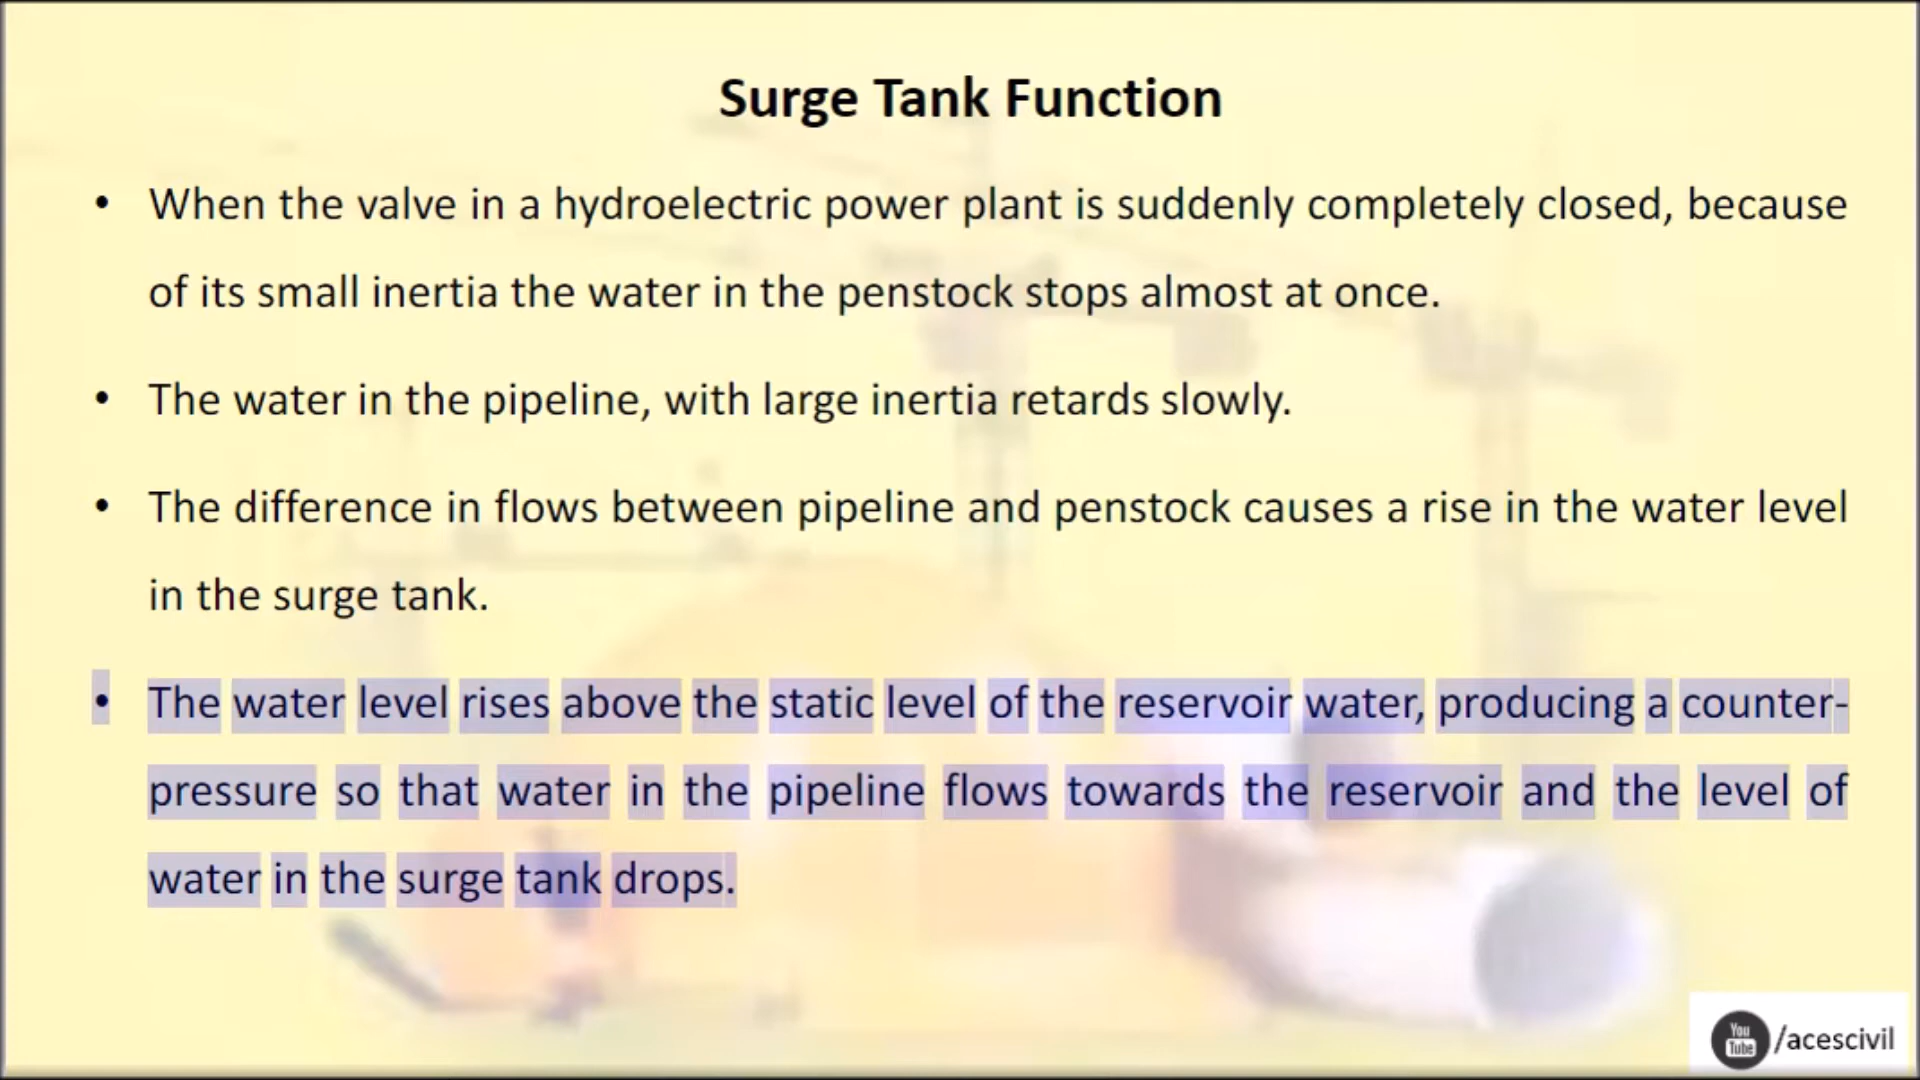 Surge Tank Function
• When the valve in a hydroelectric power plant is suddenly completely closed, because
of its small inertia the water in the penstock stops almost at once.
• The water in the pipeline, with large inertia retards slowly.
• The difference in flows between pipeline and penstock causes a rise in the water level
in the surge tank.
• The water level rises above the static level of the reservoir water, producing a counter-
pressure so that water in the pipeline flows towards the reservoir and the level of
water in the surge tank drops.
You
Tube /acescivil